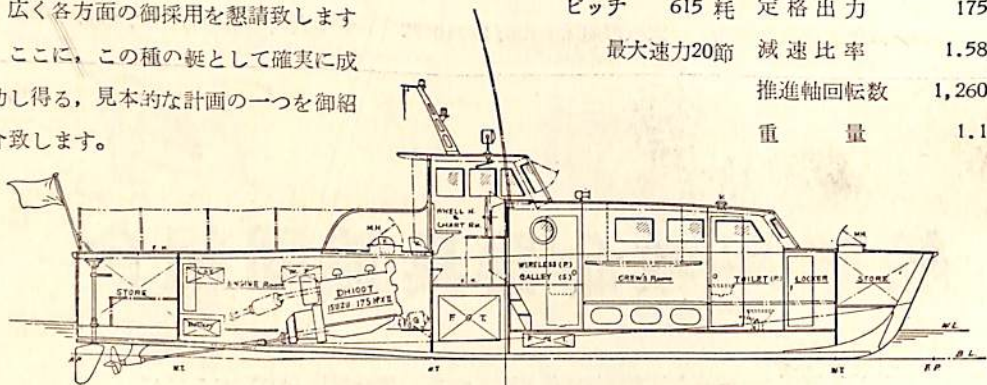 広く各方面の御採用を懇請致します
ここに，この種の艇として確実に成
功し得る，見本的な計画の一つを御紹
介致します。
ピッチ 615 粍
最大速力20節
定格出力 175
減速比率 1.58
推進軸回転数 1,260
重量 1.1
WHELL H.
&
CHART Rm
M.H.
STORE
ENGINE Rm
DH100T
ISUZU 175 HP X II
Battery
F. O. T.
WIRELESS (P)
GALLEY (S)
CREW'S Room
TOILET (P)
LOCKER
M.H.
STORE
W.L.
B.L.
F.P.
A.P.
W.T.
W.T.
W.T.